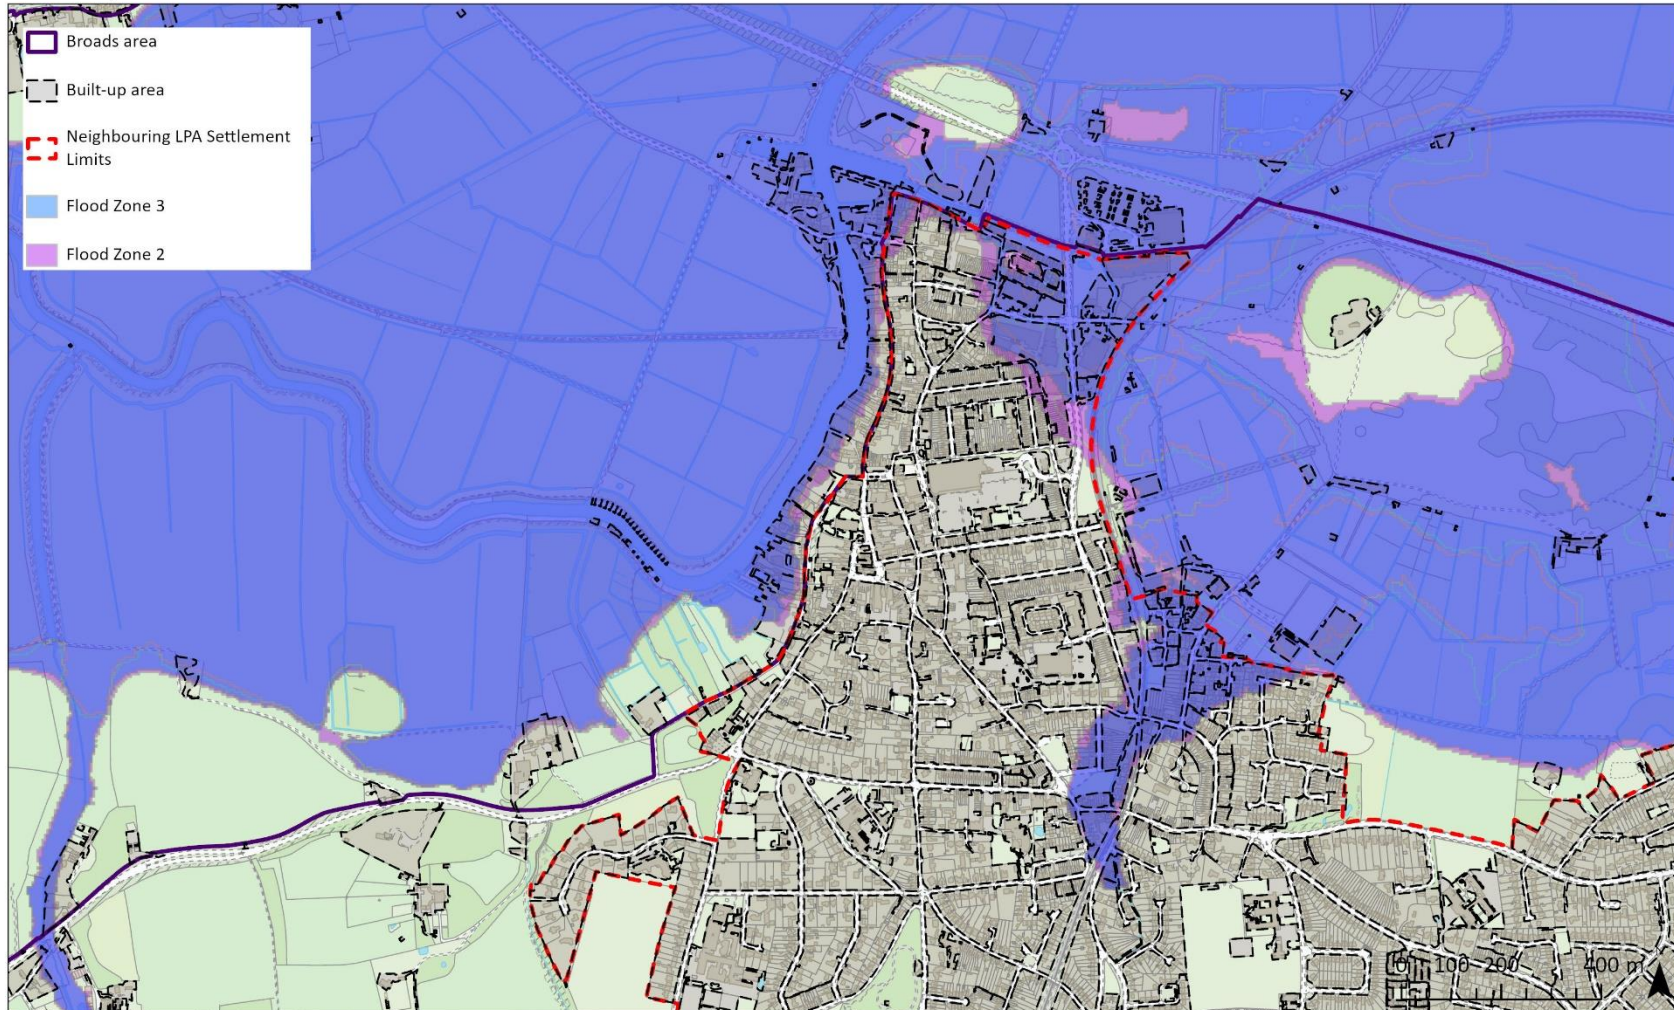 Broads area
Built-up area
Neighbouring LPA Settlement
Limits
Flood Zone 3
Flood Zone 2
0 100 200 400 m